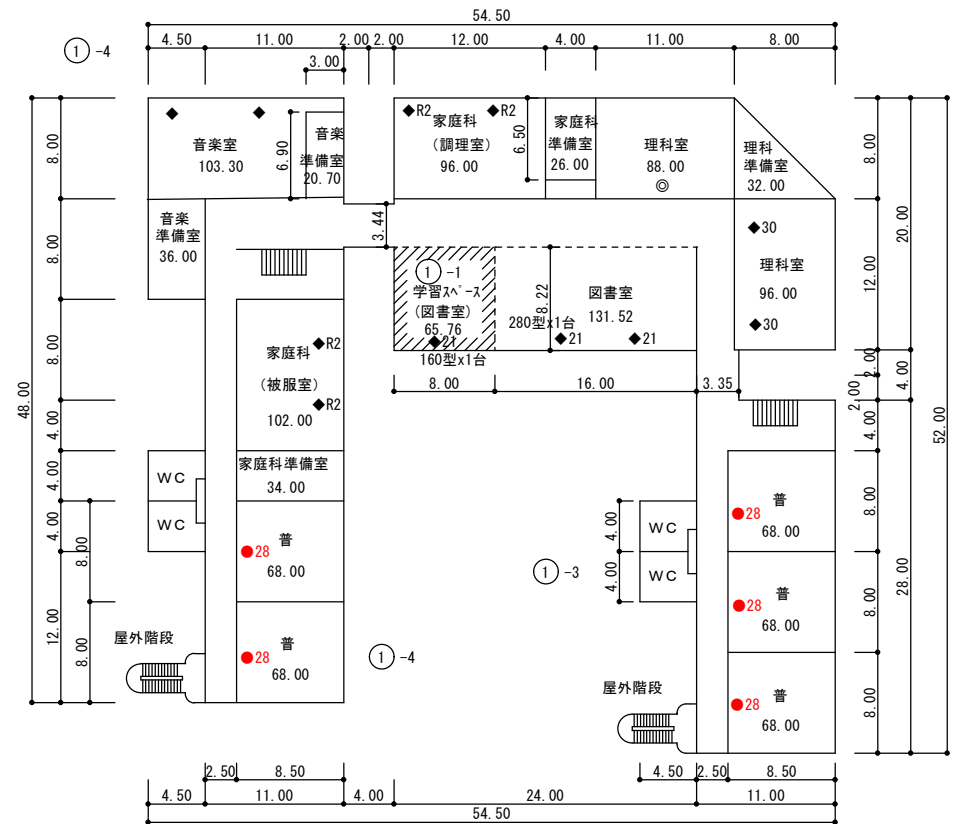 54.50
① -4
4.50 11.00 2.00 2.00 12.00 4.00 11.00 8.00
3.00
8.00
音楽室
103.30
6.90
音楽
準備室
20.70
◆R2
◆R2
家庭科
(調理室)
96.00
6.50
家庭科
準備室
26.00
理科室
88.00
◎
理科
準備室
32.00
8.00
8.00
音楽
準備室
36.00
3.44
◆30
理科室
96.00
◆30
12.00
20.00
① -1
学習スペース
(図書室)
65.76
◆21
160型x1台
8.22
図書室
131.52
280型x1台
◆21
◆21
8.00
家庭科
(被服室)
102.00
◆R2
◆R2
8.00 16.00 3.35
2.00
2.00
4.00
48.00
52.00
4.00
4.00
4.00
WC
家庭科準備室
34.00
4.00
WC
8.00
●28
普
68.00
4.00
WC
4.00
WC
① -3
●28
普
68.00
8.00
28.00
●28
普
68.00
8.00
12.00
8.00
屋外階段
●28
普
68.00
① -4
屋外階段
●28
普
68.00
8.00
2.50 8.50 4.50 2.50 8.50
4.50 11.00 4.00 24.00 11.00
54.50